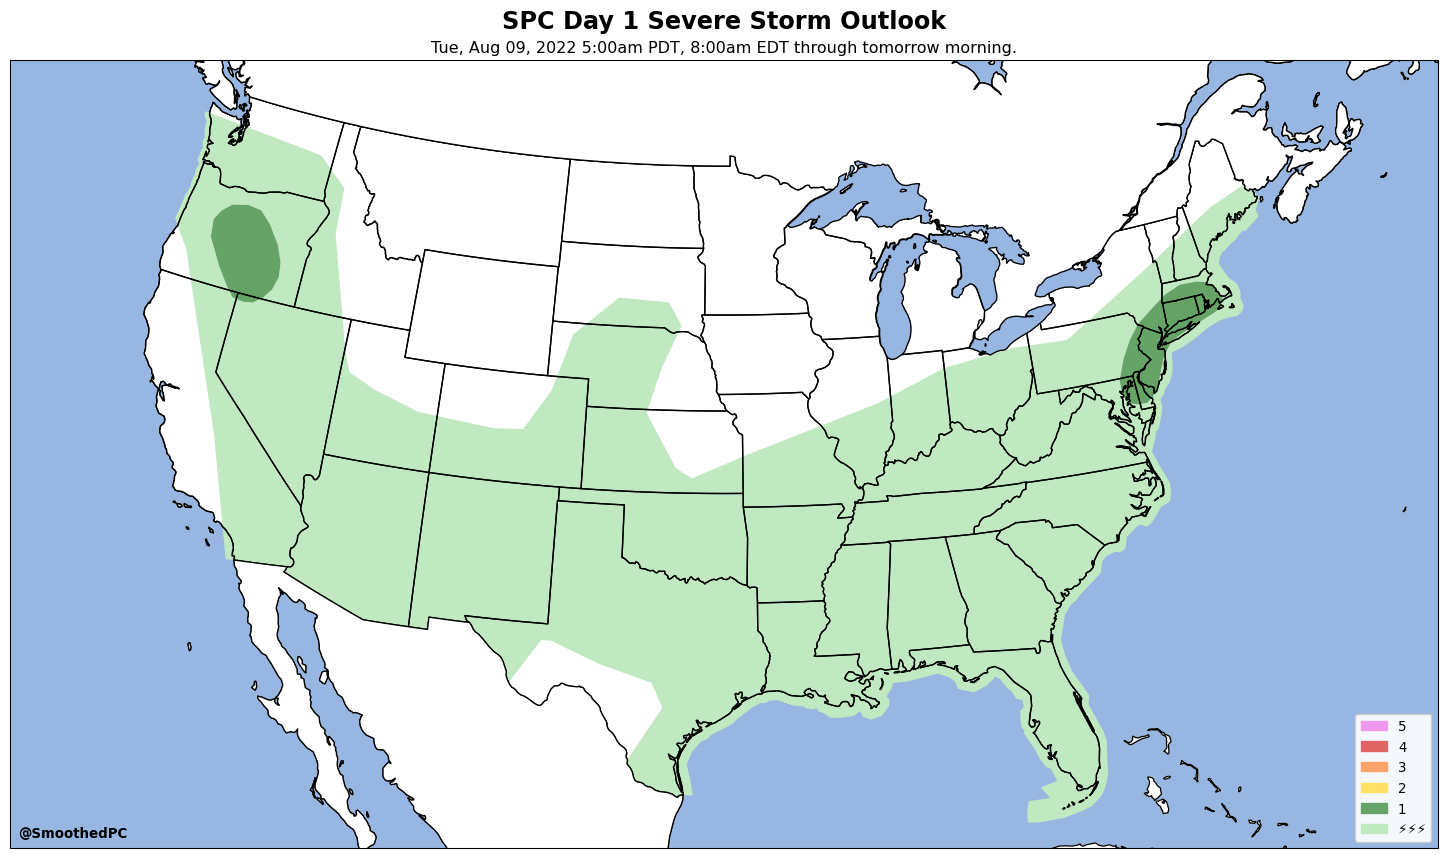 SPC Day 1 Severe Storm Outlook
Tue, Aug 09, 2022 5:00am PDT, 8:00am EDT through tomorrow morning.
5
4
3
2
1
⚡⚡⚡
@SmoothedPC